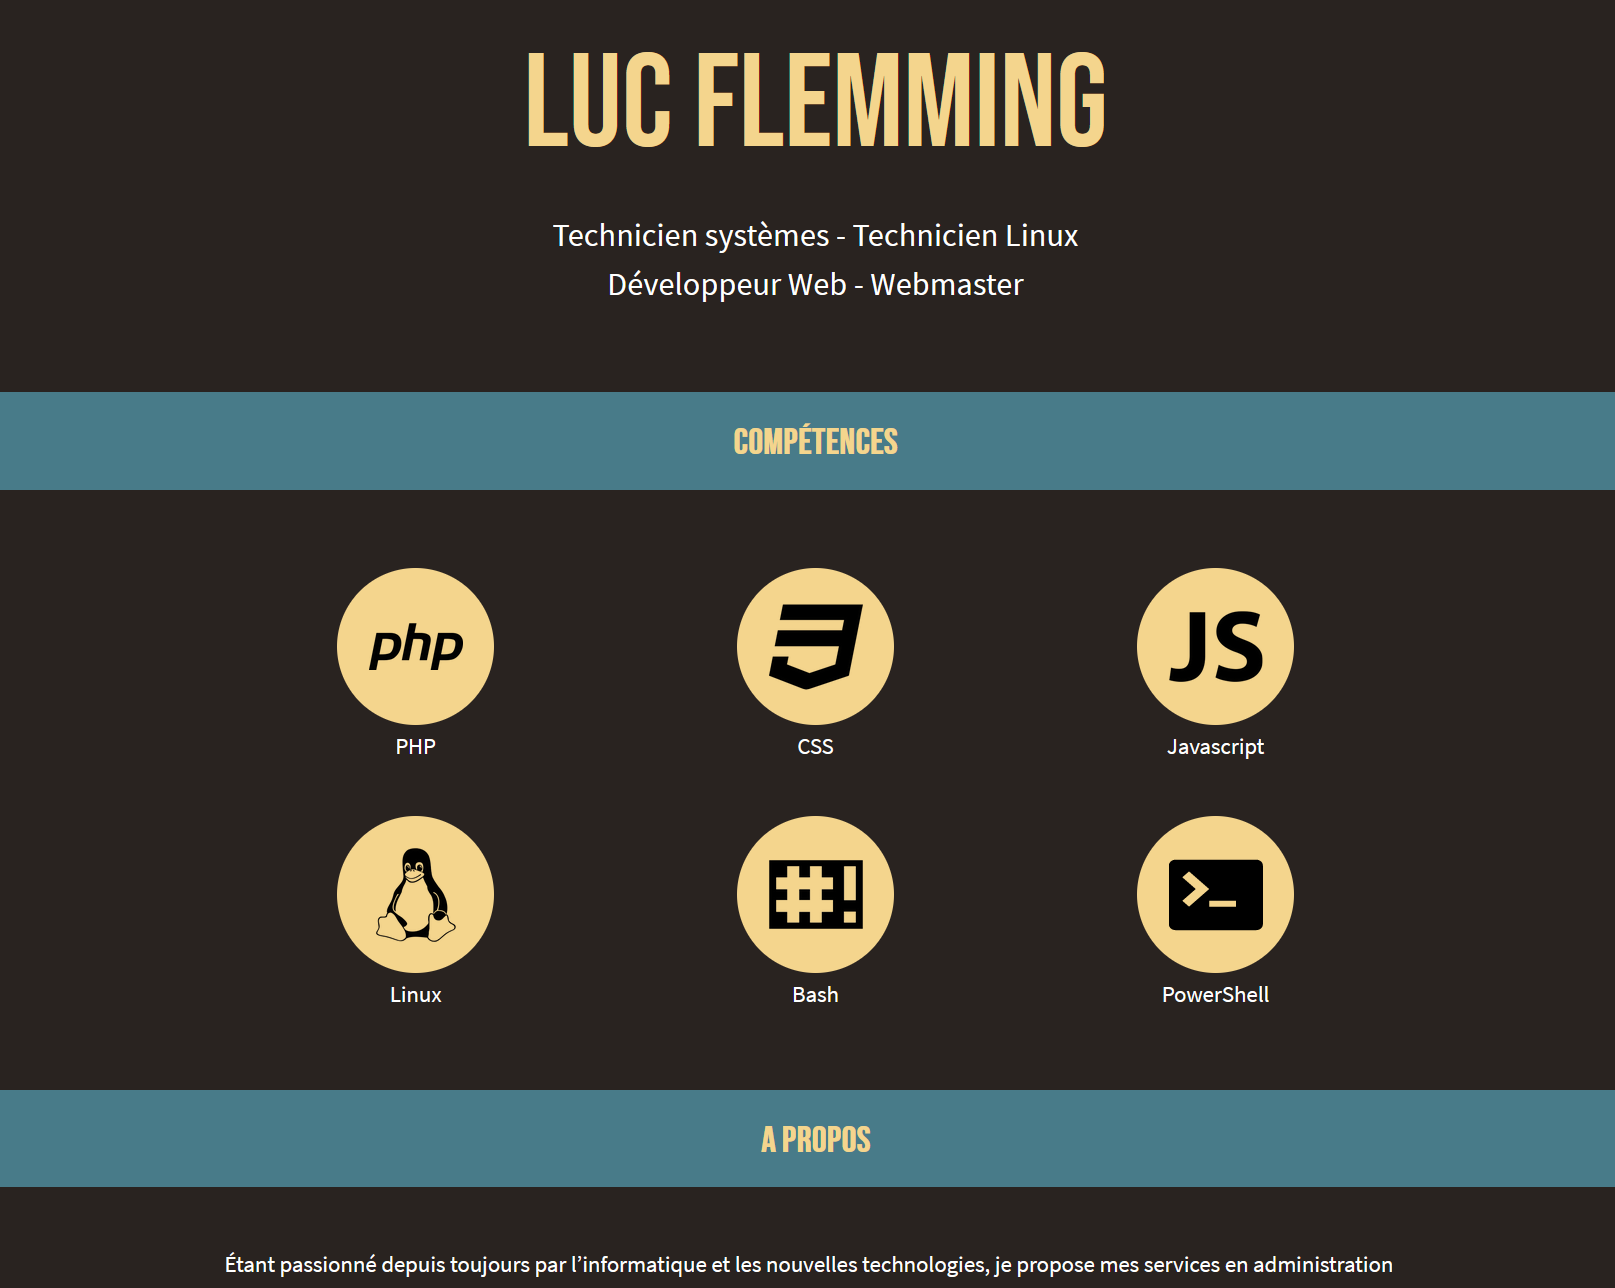 LUC FLEMMING
Technicien systèmes - Technicien Linux
Développeur Web - Webmaster
COMPÉTENCES
php
JS
PHP
CSS
Javascript
#!
>_
Linux
Bash
PowerShell
A PROPOS
Étant passionné depuis toujours par l’informatique et les nouvelles technologies, je propose mes services en administration